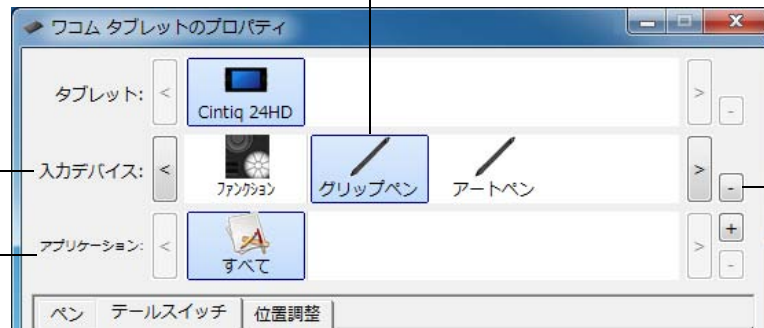 ワコム タブレットのプロパティ
タブレット:
Cintiq 24HD
入力デバイス:
ファンクション
グリップペン
アートペン
アプリケーション:
すべて
ペン
テールスイッチ
位置調整